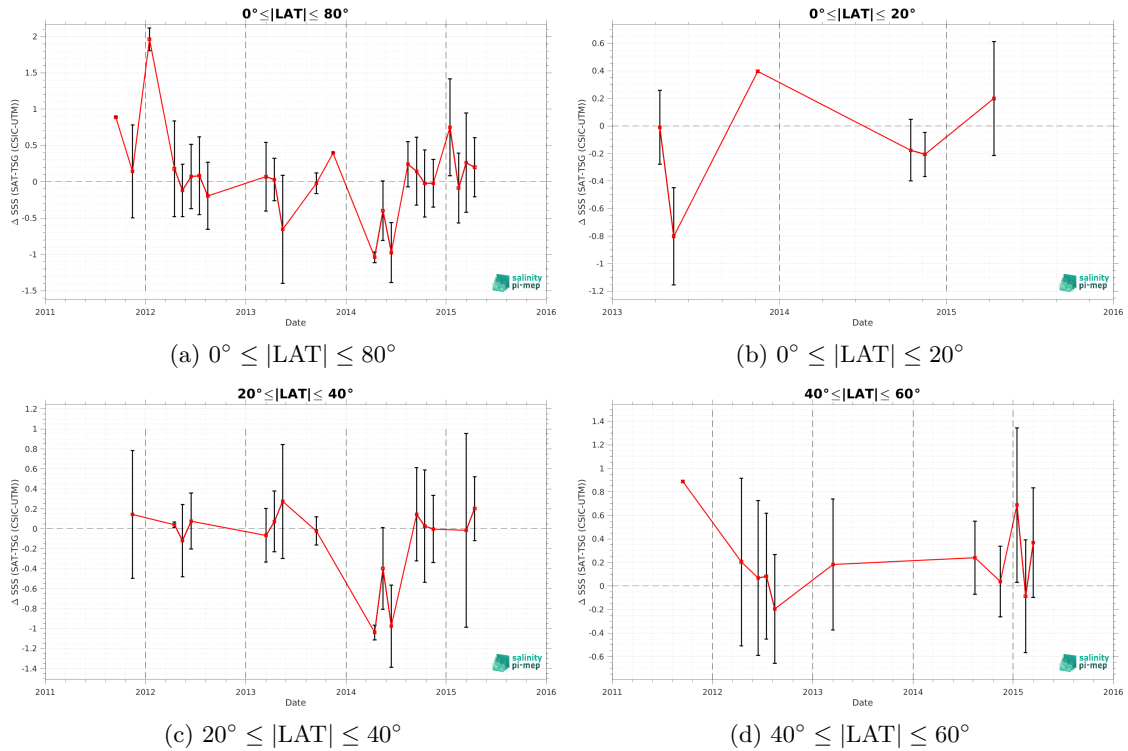 0°≤|LAT|≤ 80°
Δ SSS (SAT-TSG (CSIC-UTM))
2
1.5
1
0.5
0
-0.5
-1
-1.5
2011 2012 2013 2014 2015 2016
Date
salinity
pi-mep
(a) 0° ≤ |LAT| ≤ 80°
0°≤|LAT|≤ 20°
Δ SSS (SAT-TSG (CSIC-UTM))
0.6
0.4
0.2
0
-0.2
-0.4
-0.6
-0.8
-1
-1.2
2013 2014 2015 2016
Date
salinity
pi-mep
(b) 0° ≤ |LAT| ≤ 20°
20°≤|LAT|≤ 40°
Δ SSS (SAT-TSG (CSIC-UTM))
1.2
1
0.8
0.6
0.4
0.2
0
-0.2
-0.4
-0.6
-0.8
-1
-1.2
-1.4
2011 2012 2013 2014 2015 2016
Date
salinity
pi-mep
(c) 20° ≤ |LAT| ≤ 40°
40°≤|LAT|≤ 60°
Δ SSS (SAT-TSG (CSIC-UTM))
1.4
1.2
1
0.8
0.6
0.4
0.2
0
-0.2
-0.4
-0.6
2011 2012 2013 2014 2015 2016
Date
salinity
pi-mep
(d) 40° ≤ |LAT| ≤ 60°